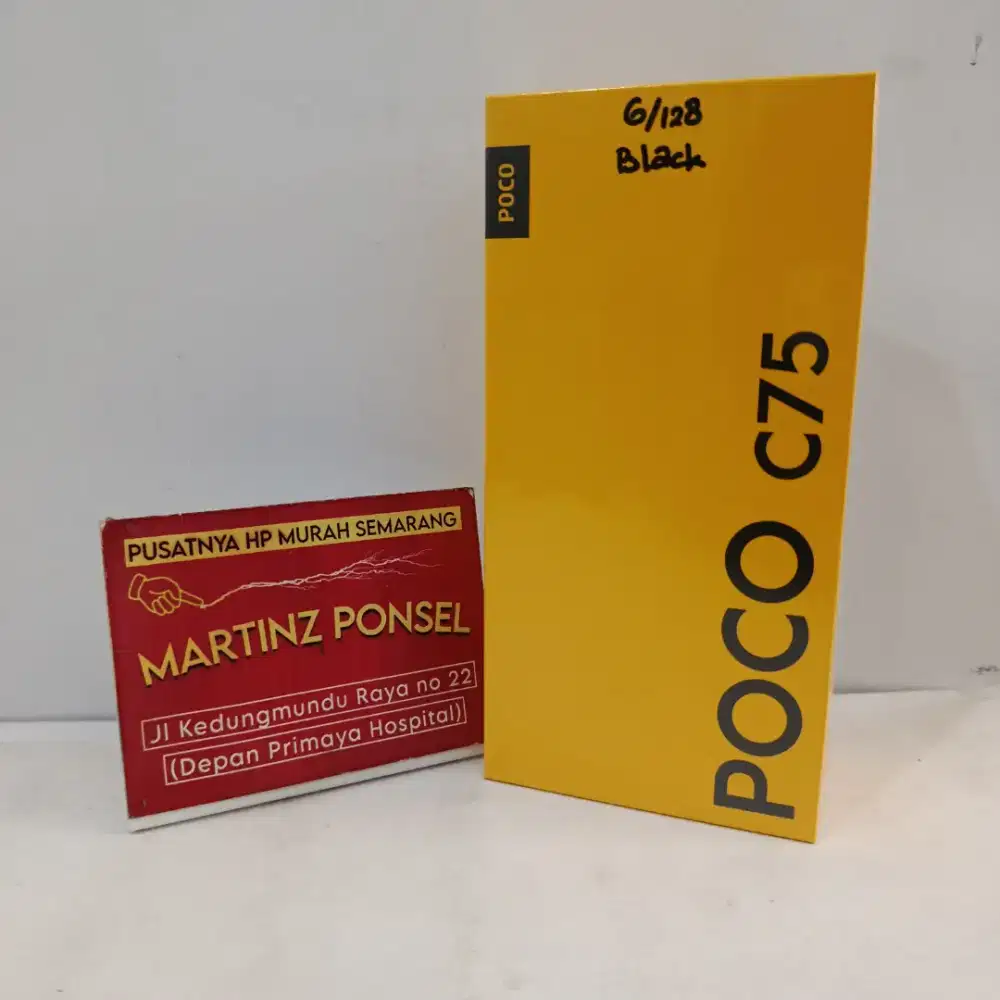 PUSATNYA HP MURAH SEMARANG
MARTINZ PONSEL
Jl Kedungmundu Raya no 22
(Depan Primaya Hospital)
6/128
Black
POCO
POCO C75